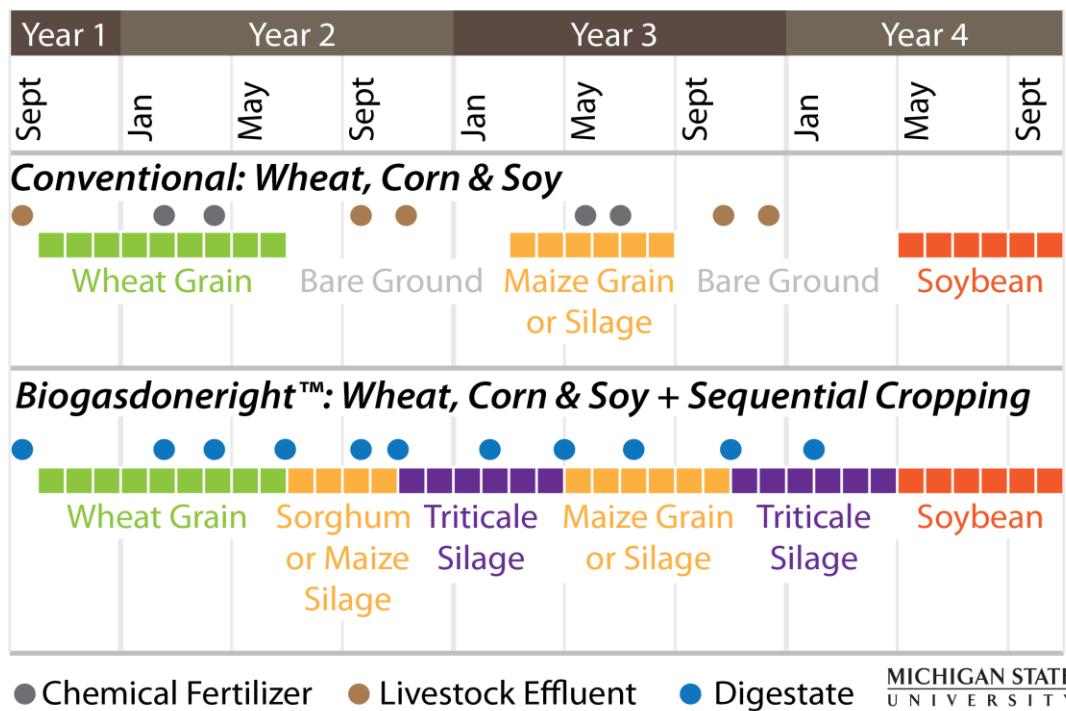 Year 1 Year 2 Year 3 Year 4
Sept Jan May Sept Jan May Sept Jan May Sept
Conventional: Wheat, Corn & Soy
Wheat Grain Bare Ground Maize Grain Bare Ground Soybean
or Silage
Biogasdoneright™: Wheat, Corn & Soy + Sequential Cropping
Wheat Grain Sorghum Triticale Maize Grain Triticale Soybean
or Maize Silage or Silage Silage
Silage
Chemical Fertilizer Livestock Effluent Digestate MICHIGAN STATE
UNIVERSITY